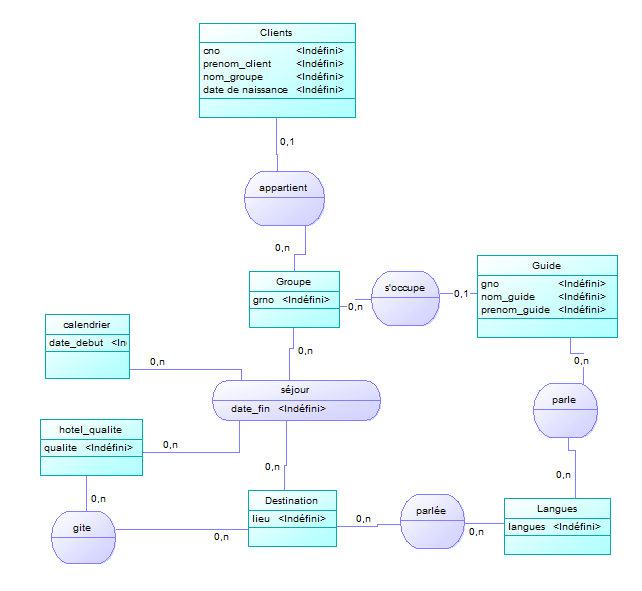 Clients
cno <Indéfini>
prenom_client <Indéfini>
nom_groupe <Indéfini>
date de naissance <Indéfini>
0,1
appartient
0,n
Groupe
grno <Indéfini>
0,n
s'occupe
0,1
Guide
gno <Indéfini>
nom_guide <Indéfini>
prenom_guide <Indéfini>
calendrier
date_debut <In
0,n
0,n
0,n
séjour
date_fin <Indéfini>
parle
hotel_qualite
qualite <Indéfini>
0,n
0,n
0,n
0,n
Destination
lieu <Indéfini>
gite
0,n
0,n
parlée
0,n
Langues
langues <Indéfini>